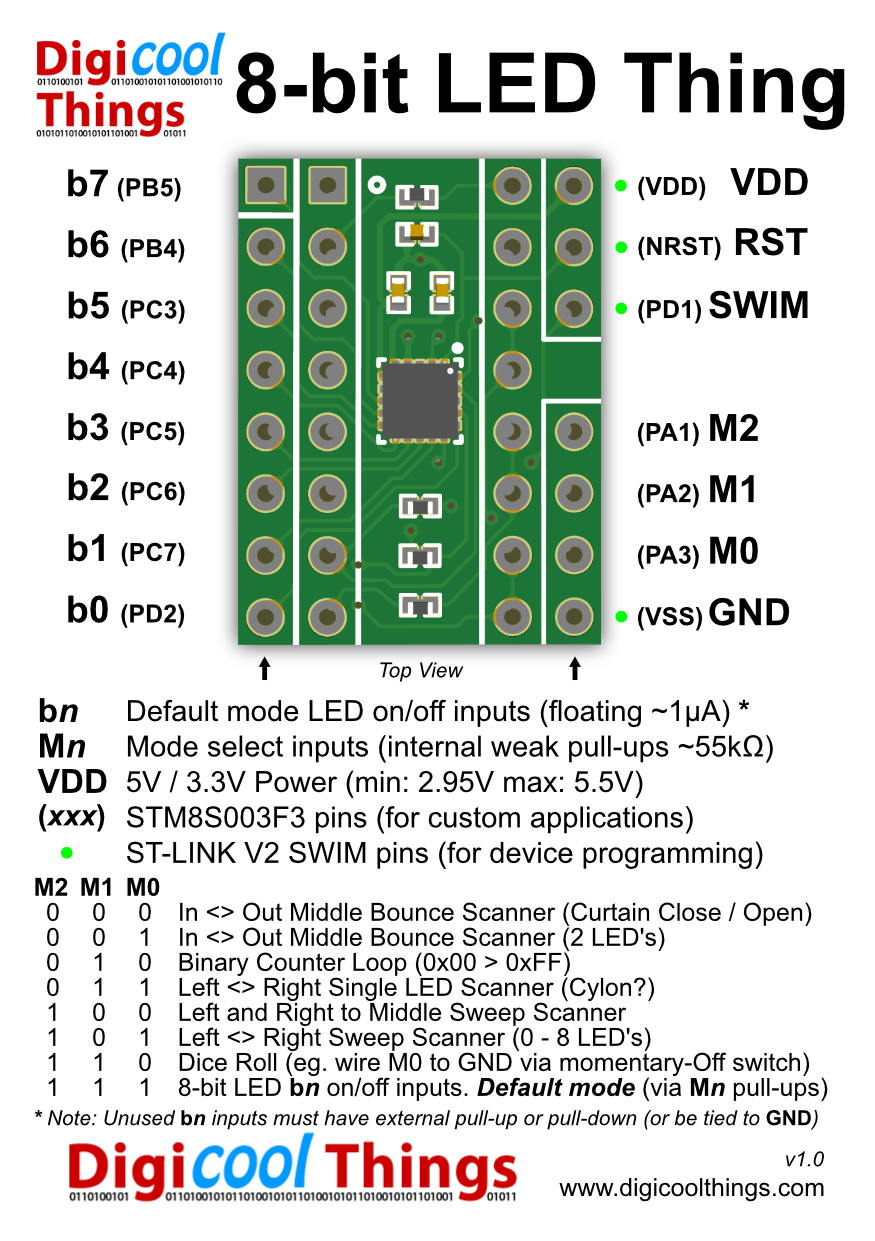 Digicool
0110100101 01101001010110100101010110
Things
0101011010010101101001 01011
8-bit LED Thing
b7 (PB5)
(VDD) VDD
b6 (PB4)
(NRST) RST
b5 (PC3)
(PD1) SWIM
b4 (PC4)
b3 (PC5)
(PA1) M2
b2 (PC6)
(PA2) M1
b1 (PC7)
(PA3) M0
b0 (PD2)
(VSS) GND
Top View
bn Default mode LED on/off inputs (floating ~1µA) *
Mn Mode select inputs (internal weak pull-ups ~55kΩ)
VDD 5V / 3.3V Power (min: 2.95V max: 5.5V)
(xxx) STM8S003F3 pins (for custom applications)
ST-LINK V2 SWIM pins (for device programming)
M2 M1 M0
0 0 0 In <> Out Middle Bounce Scanner (Curtain Close / Open)
0 0 1 In <> Out Middle Bounce Scanner (2 LED's)
0 1 0 Binary Counter Loop (0x00 > 0xFF)
0 1 1 Left <> Right Single LED Scanner (Cylon?)
1 0 0 Left and Right to Middle Sweep Scanner
1 0 1 Left <> Right Sweep Scanner (0 - 8 LED's)
1 1 0 Dice Roll (eg. wire M0 to GND via momentary-Off switch)
1 1 1 8-bit LED bn on/off inputs. Default mode (via Mn pull-ups)
* Note: Unused bn inputs must have external pull-up or pull-down (or be tied to GND)
Digicool Things
v1.0
www.digicoolthings.com